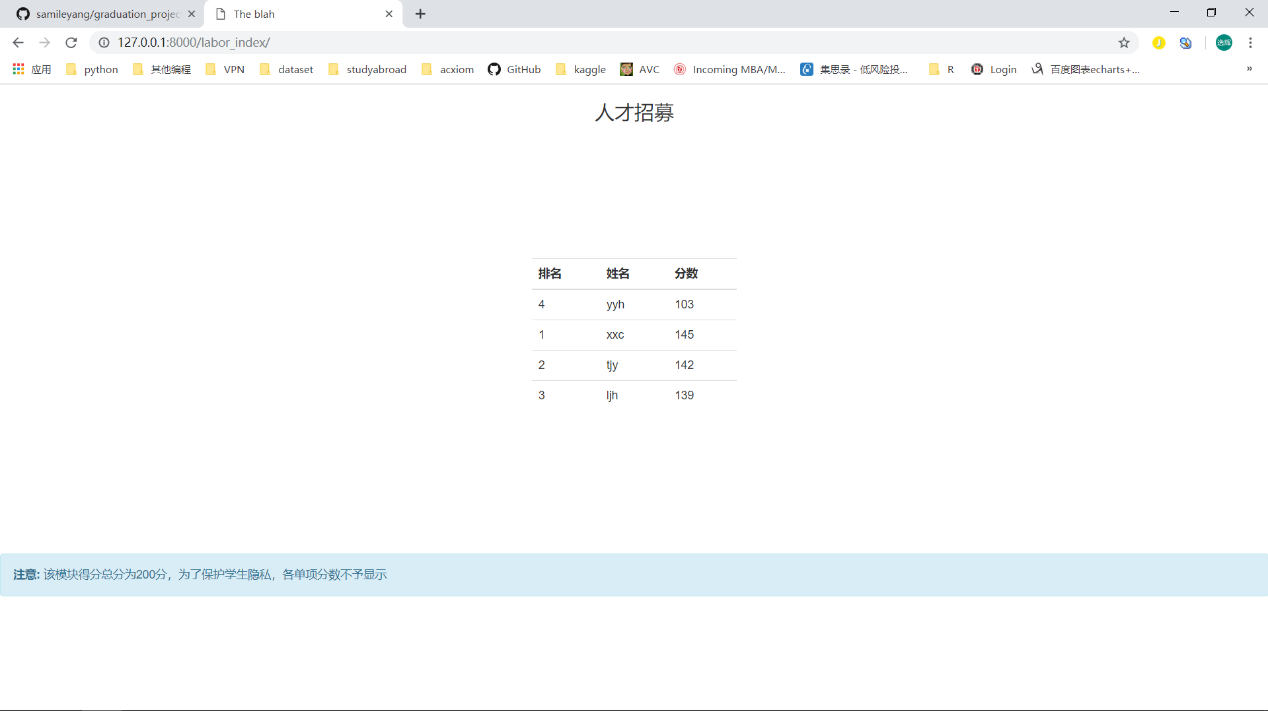 samileyang/graduation_projec
The blah
127.0.0.1:8000/labor_index/
应用 python 其他编程 VPN dataset studyabroad acxiom GitHub kaggle AVC Incoming MBA/M... 集思录 - 低风险投... R Login 百度图表echarts+... »
人才招募
排名 姓名 分数
4 yyh 103
1 xxc 145
2 tjy 142
3 ljh 139
注意: 该模块得分总分为200分，为了保护学生隐私，各单项分数不予显示